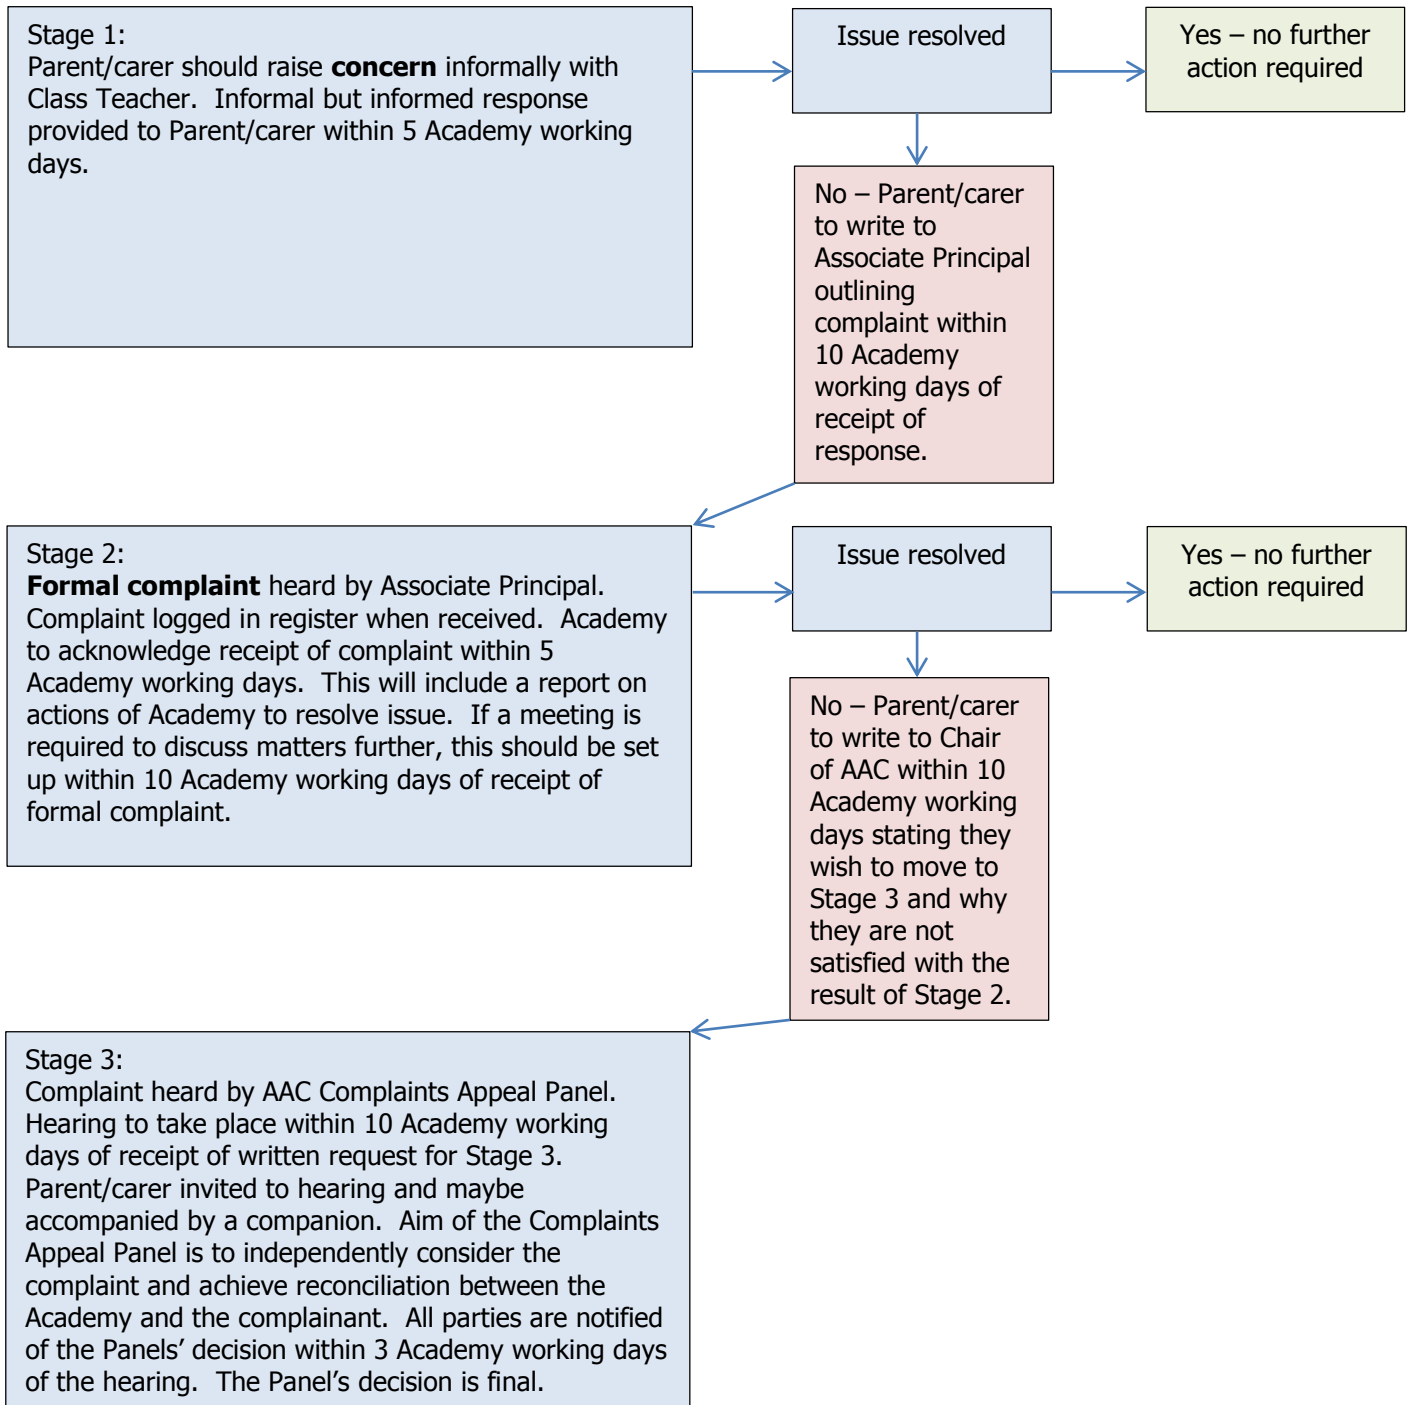 Stage 1:
Parent/carer should raise concern informally with
Class Teacher.  Informal but informed response
provided to Parent/carer within 5 Academy working
days.
Issue resolved
Yes – no further
action required
No – Parent/carer
to write to
Associate Principal
outlining
complaint within
10 Academy
working days of
receipt of
response.
Stage 2:
Formal complaint heard by Associate Principal.
Complaint logged in register when received.  Academy
to acknowledge receipt of complaint within 5
Academy working days.  This will include a report on
actions of Academy to resolve issue.  If a meeting is
required to discuss matters further, this should be set
up within 10 Academy working days of receipt of
formal complaint.
Issue resolved
Yes – no further
action required
No – Parent/carer
to write to Chair
of AAC within 10
Academy working
days stating they
wish to move to
Stage 3 and why
they are not
satisfied with the
result of Stage 2.
Stage 3:
Complaint heard by AAC Complaints Appeal Panel.
Hearing to take place within 10 Academy working
days of receipt of written request for Stage 3.
Parent/carer invited to hearing and maybe
accompanied by a companion.  Aim of the Complaints
Appeal Panel is to independently consider the
complaint and achieve reconciliation between the
Academy and the complainant.  All parties are notified
of the Panels’ decision within 3 Academy working days
of the hearing.  The Panel’s decision is final.